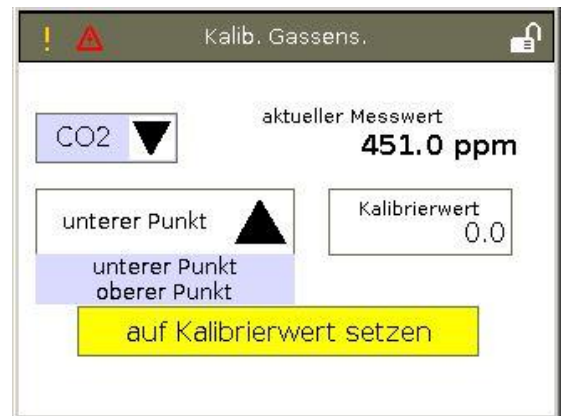 ! Kalib. Gassens.
CO2
aktueller Messwert
451.0 ppm
unterer Punkt
Kalibrierwert
0.0
unterer Punkt
oberer Punkt
auf Kalibrierwert setzen